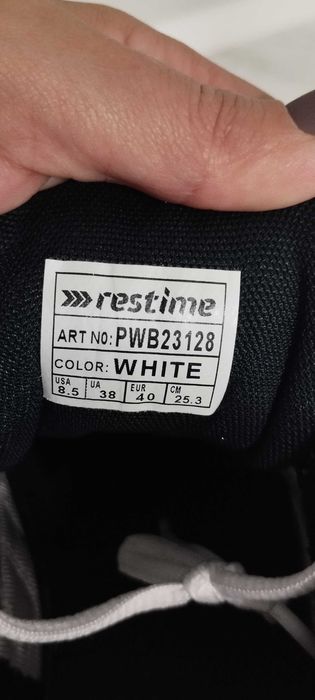 restime
ART NO: PWB23128
COLOR: WHITE
USA UA EUR CM
8.5 38 40 25.3